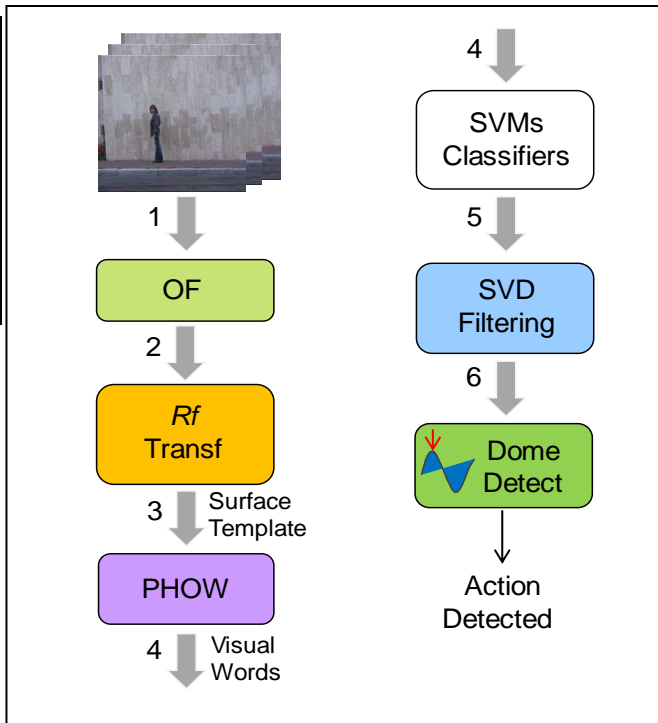 1
OF
2
Rf
Transf
3
Surface
Template
PHOW
4
Visual
Words
4
SVMs
Classifiers
5
SVD
Filtering
6
Dome
Detect
Action
Detected